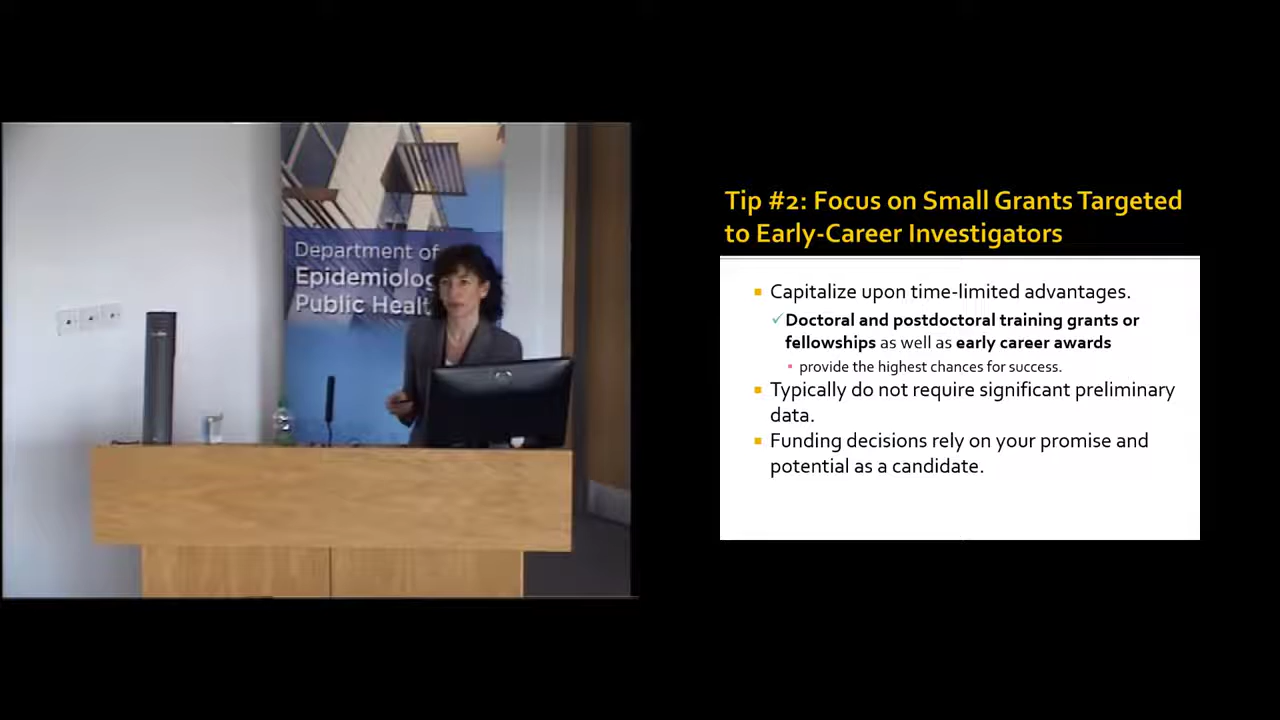 Department of
Epidemiolog
Public Healt
Tip #2: Focus on Small Grants Targeted
to Early-Career Investigators
Capitalize upon time-limited advantages.
Doctoral and postdoctoral training grants or
fellowships as well as early career awards
provide the highest chances for success.
Typically do not require significant preliminary
data.
Funding decisions rely on your promise and
potential as a candidate.